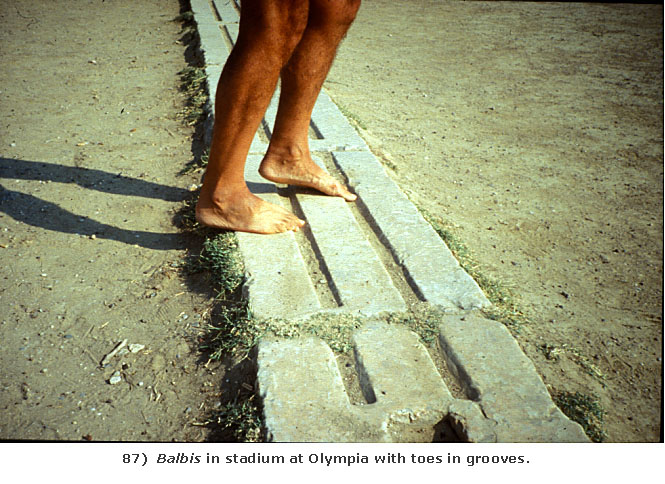 87) Balbis in stadium at Olympia with toes in grooves.